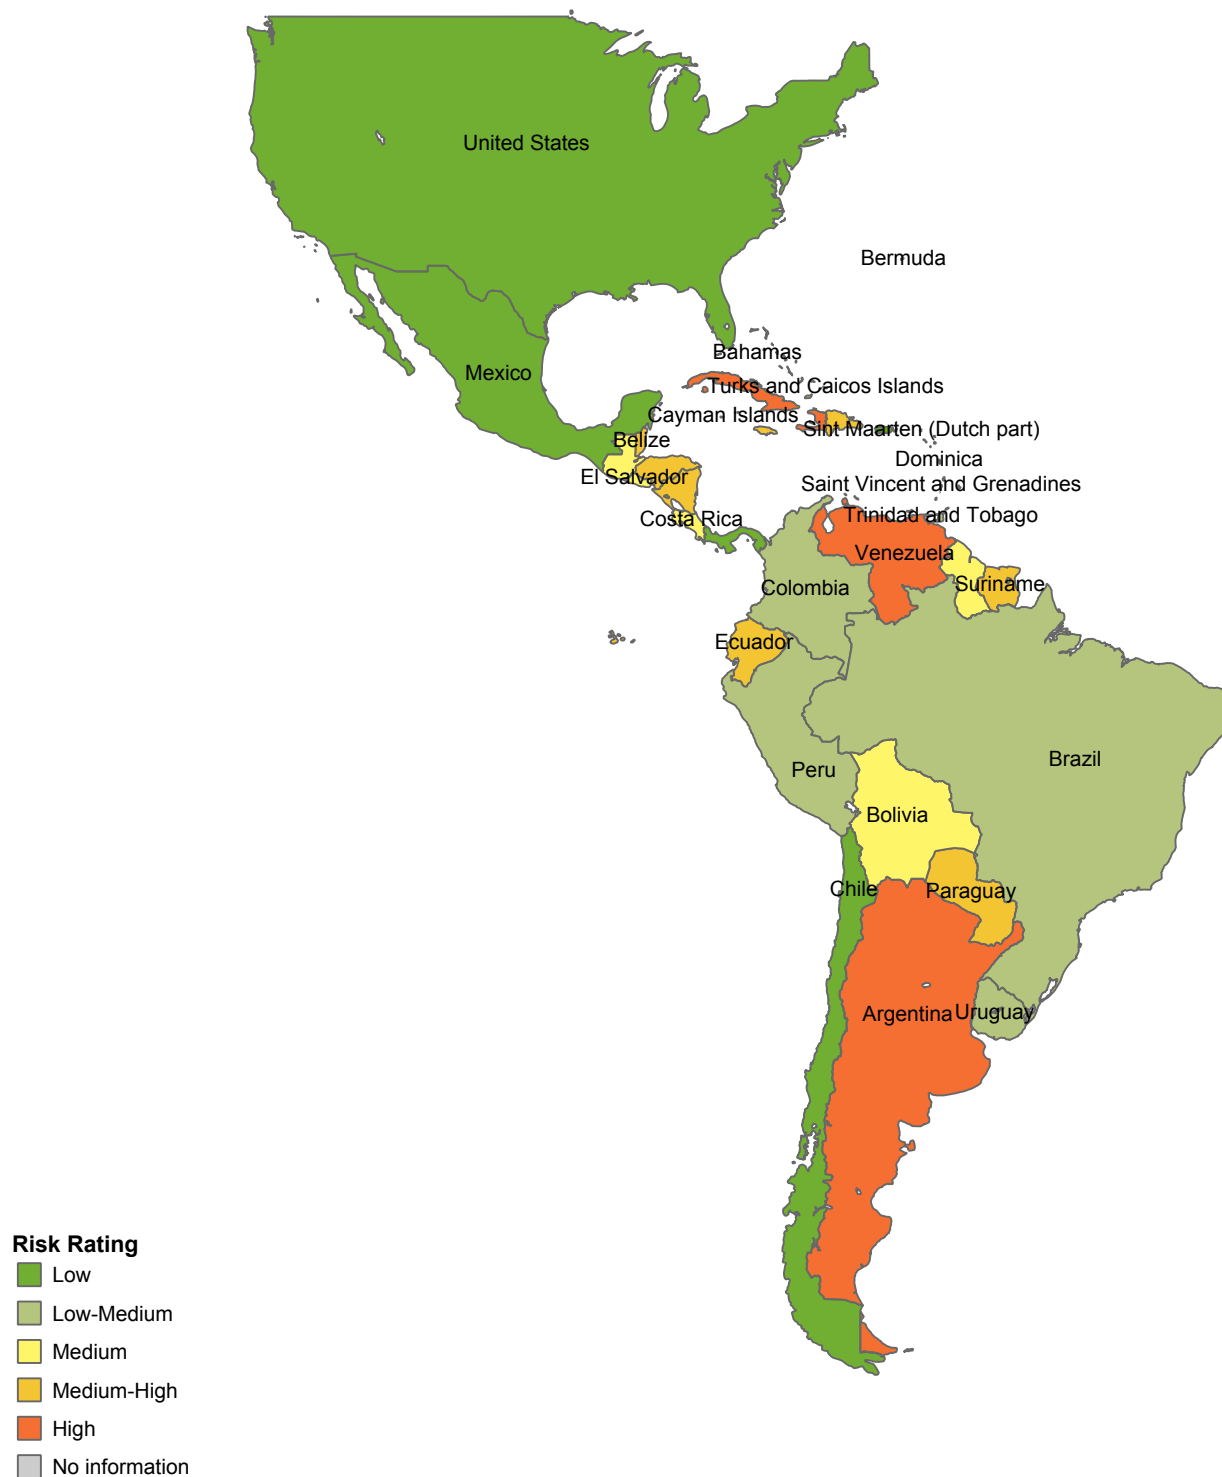 United States
Bermuda
Bahamas
Mexico
Turks and Caicos Islands
Cayman Islands
Sint Maarten (Dutch part)
Belize
Dominica
El Salvador
Saint Vincent and Grenadines
Costa Rica
Trinidad and Tobago
Venezuela
Colombia
Suriname
Ecuador
Brazil
Peru
Bolivia
Chile
Paraguay
Argentina
Uruguay
Risk Rating
Low
Low-Medium
Medium
Medium-High
High
No information